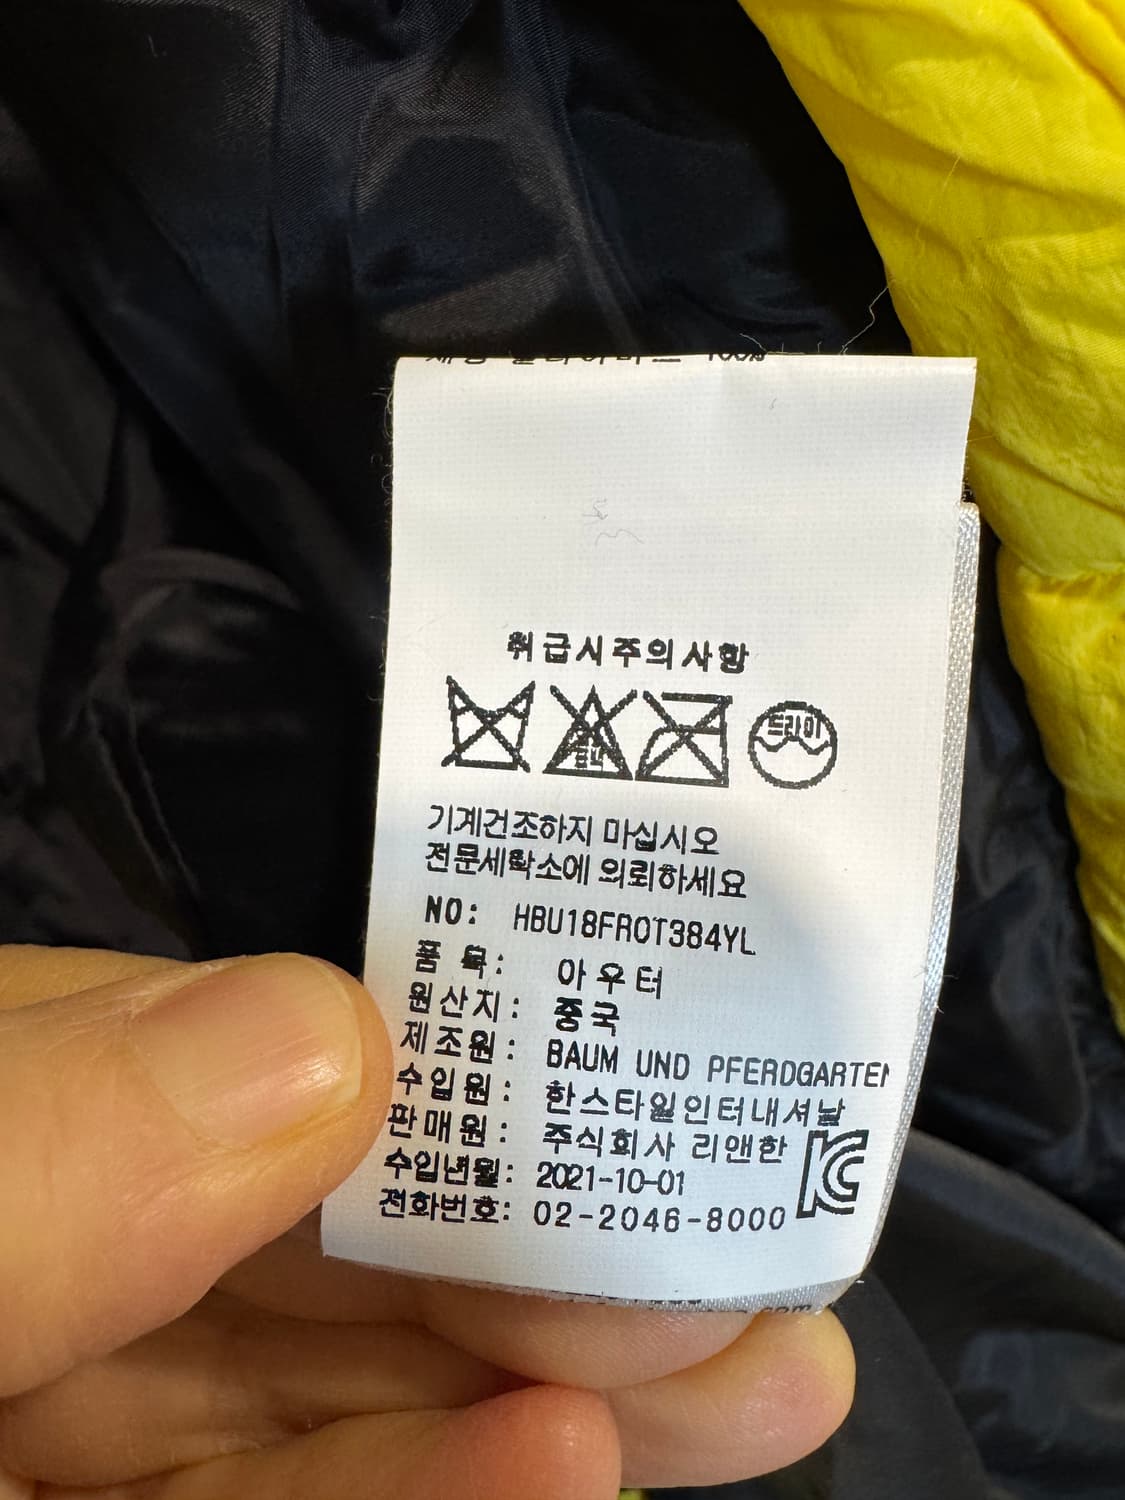 100%
취급시주의사항
드라이
기계건조하지 마십시오
전문세탁소에 의뢰하세요
NO: HBU18FROT384YL
품 목: 아우터
원산지: 중국
제조원: BAUM UND PFERDGARTEN
수입원: 한스타일인터내셔날
판매원: 주식회사 리앤한
수입년월: 2021-10-01
전화번호: 02-2046-8000
KC